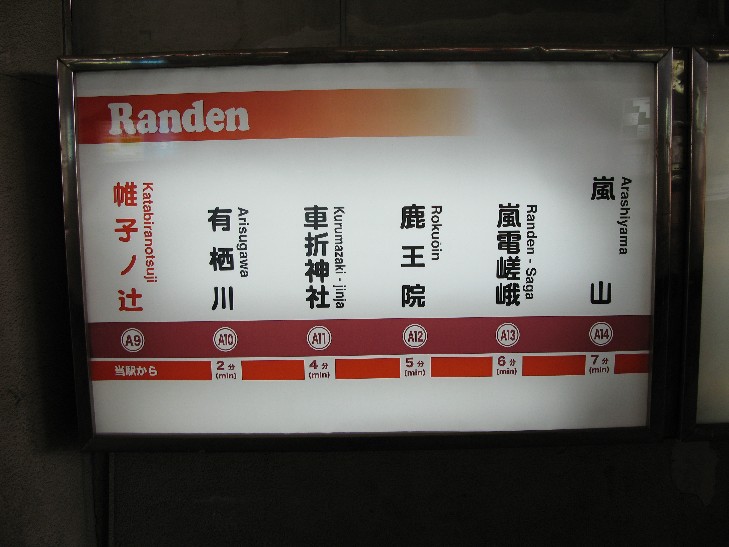 Randen
帷子ノ辻
Katabiranotsuji
有栖川
Arisugawa
車折神社
Kurumazaki - jinja
鹿王院
Rokuōin
嵐電嵯峨
Randen - Saga
嵐山
Arashiyama
A9 A10 A11 A12 A13 A14
当駅から 2分 4分 5分 6分 7分
(min) (min) (min) (min) (min)